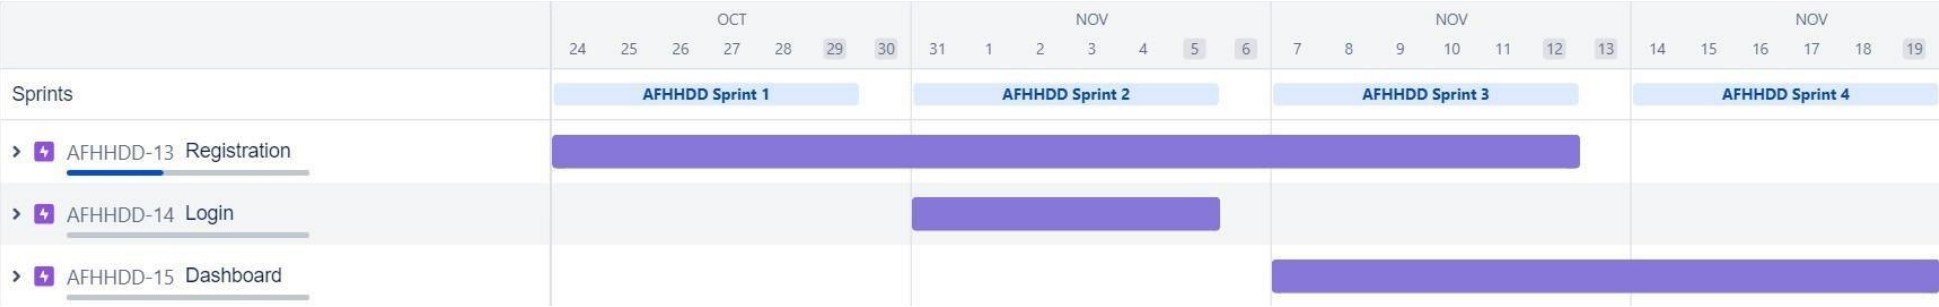 OCT NOV NOV NOV
24 25 26 27 28 29 30 31 1 2 3 4 5 6 7 8 9 10 11 12 13 14 15 16 17 18 19
Sprints AFHHDD Sprint 1 AFHHDD Sprint 2 AFHHDD Sprint 3 AFHHDD Sprint 4
AFHHDD-13 Registration
AFHHDD-14 Login
AFHHDD-15 Dashboard